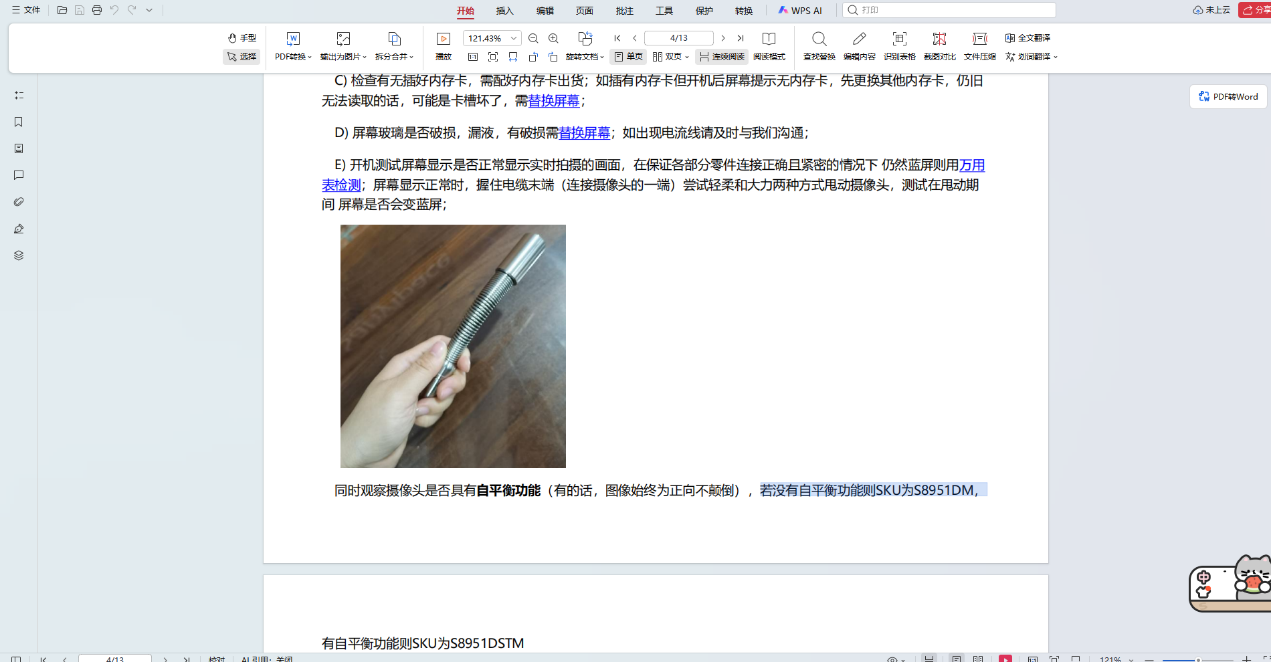 文件
开始 插入 编辑 页面 批注 工具 保护 转换 WPS AI 打印 未上云 分享
手型 121.43% 4/13 全文翻译
选择 PDF转换 输出为图片 拆分合并 播放 旋转文档 单页 双页 连续阅读 阅读模式 查找替换 编辑内容 识别表格 截图对比 文件压缩 划词翻译
PDF转Word
C) 检查有无插好内存卡，需配好内存卡出货；如插有内存卡但开机后屏幕提示无内存卡，先更换其他内存卡，仍旧
无法读取的话，可能是卡槽坏了，需替换屏幕；
D) 屏幕玻璃是否破损，漏液，有破损需替换屏幕；如出现电流线请及时与我们沟通；
E) 开机测试屏幕显示是否正常显示实时拍摄的画面，在保证各部分零件连接正确且紧密的情况下 仍然蓝屏则用万用
表检测；屏幕显示正常时，握住电缆末端（连接摄像头的一端）尝试轻柔和大力两种方式甩动摄像头，测试在甩动期
间 屏幕是否会变蓝屏；
同时观察摄像头是否具有自平衡功能（有的话，图像始终为正向不颠倒），若没有自平衡功能则SKU为S8951DM，
有自平衡功能则SKU为S8951DSTM
4/13 校对 AI 引用: 关闭 121%